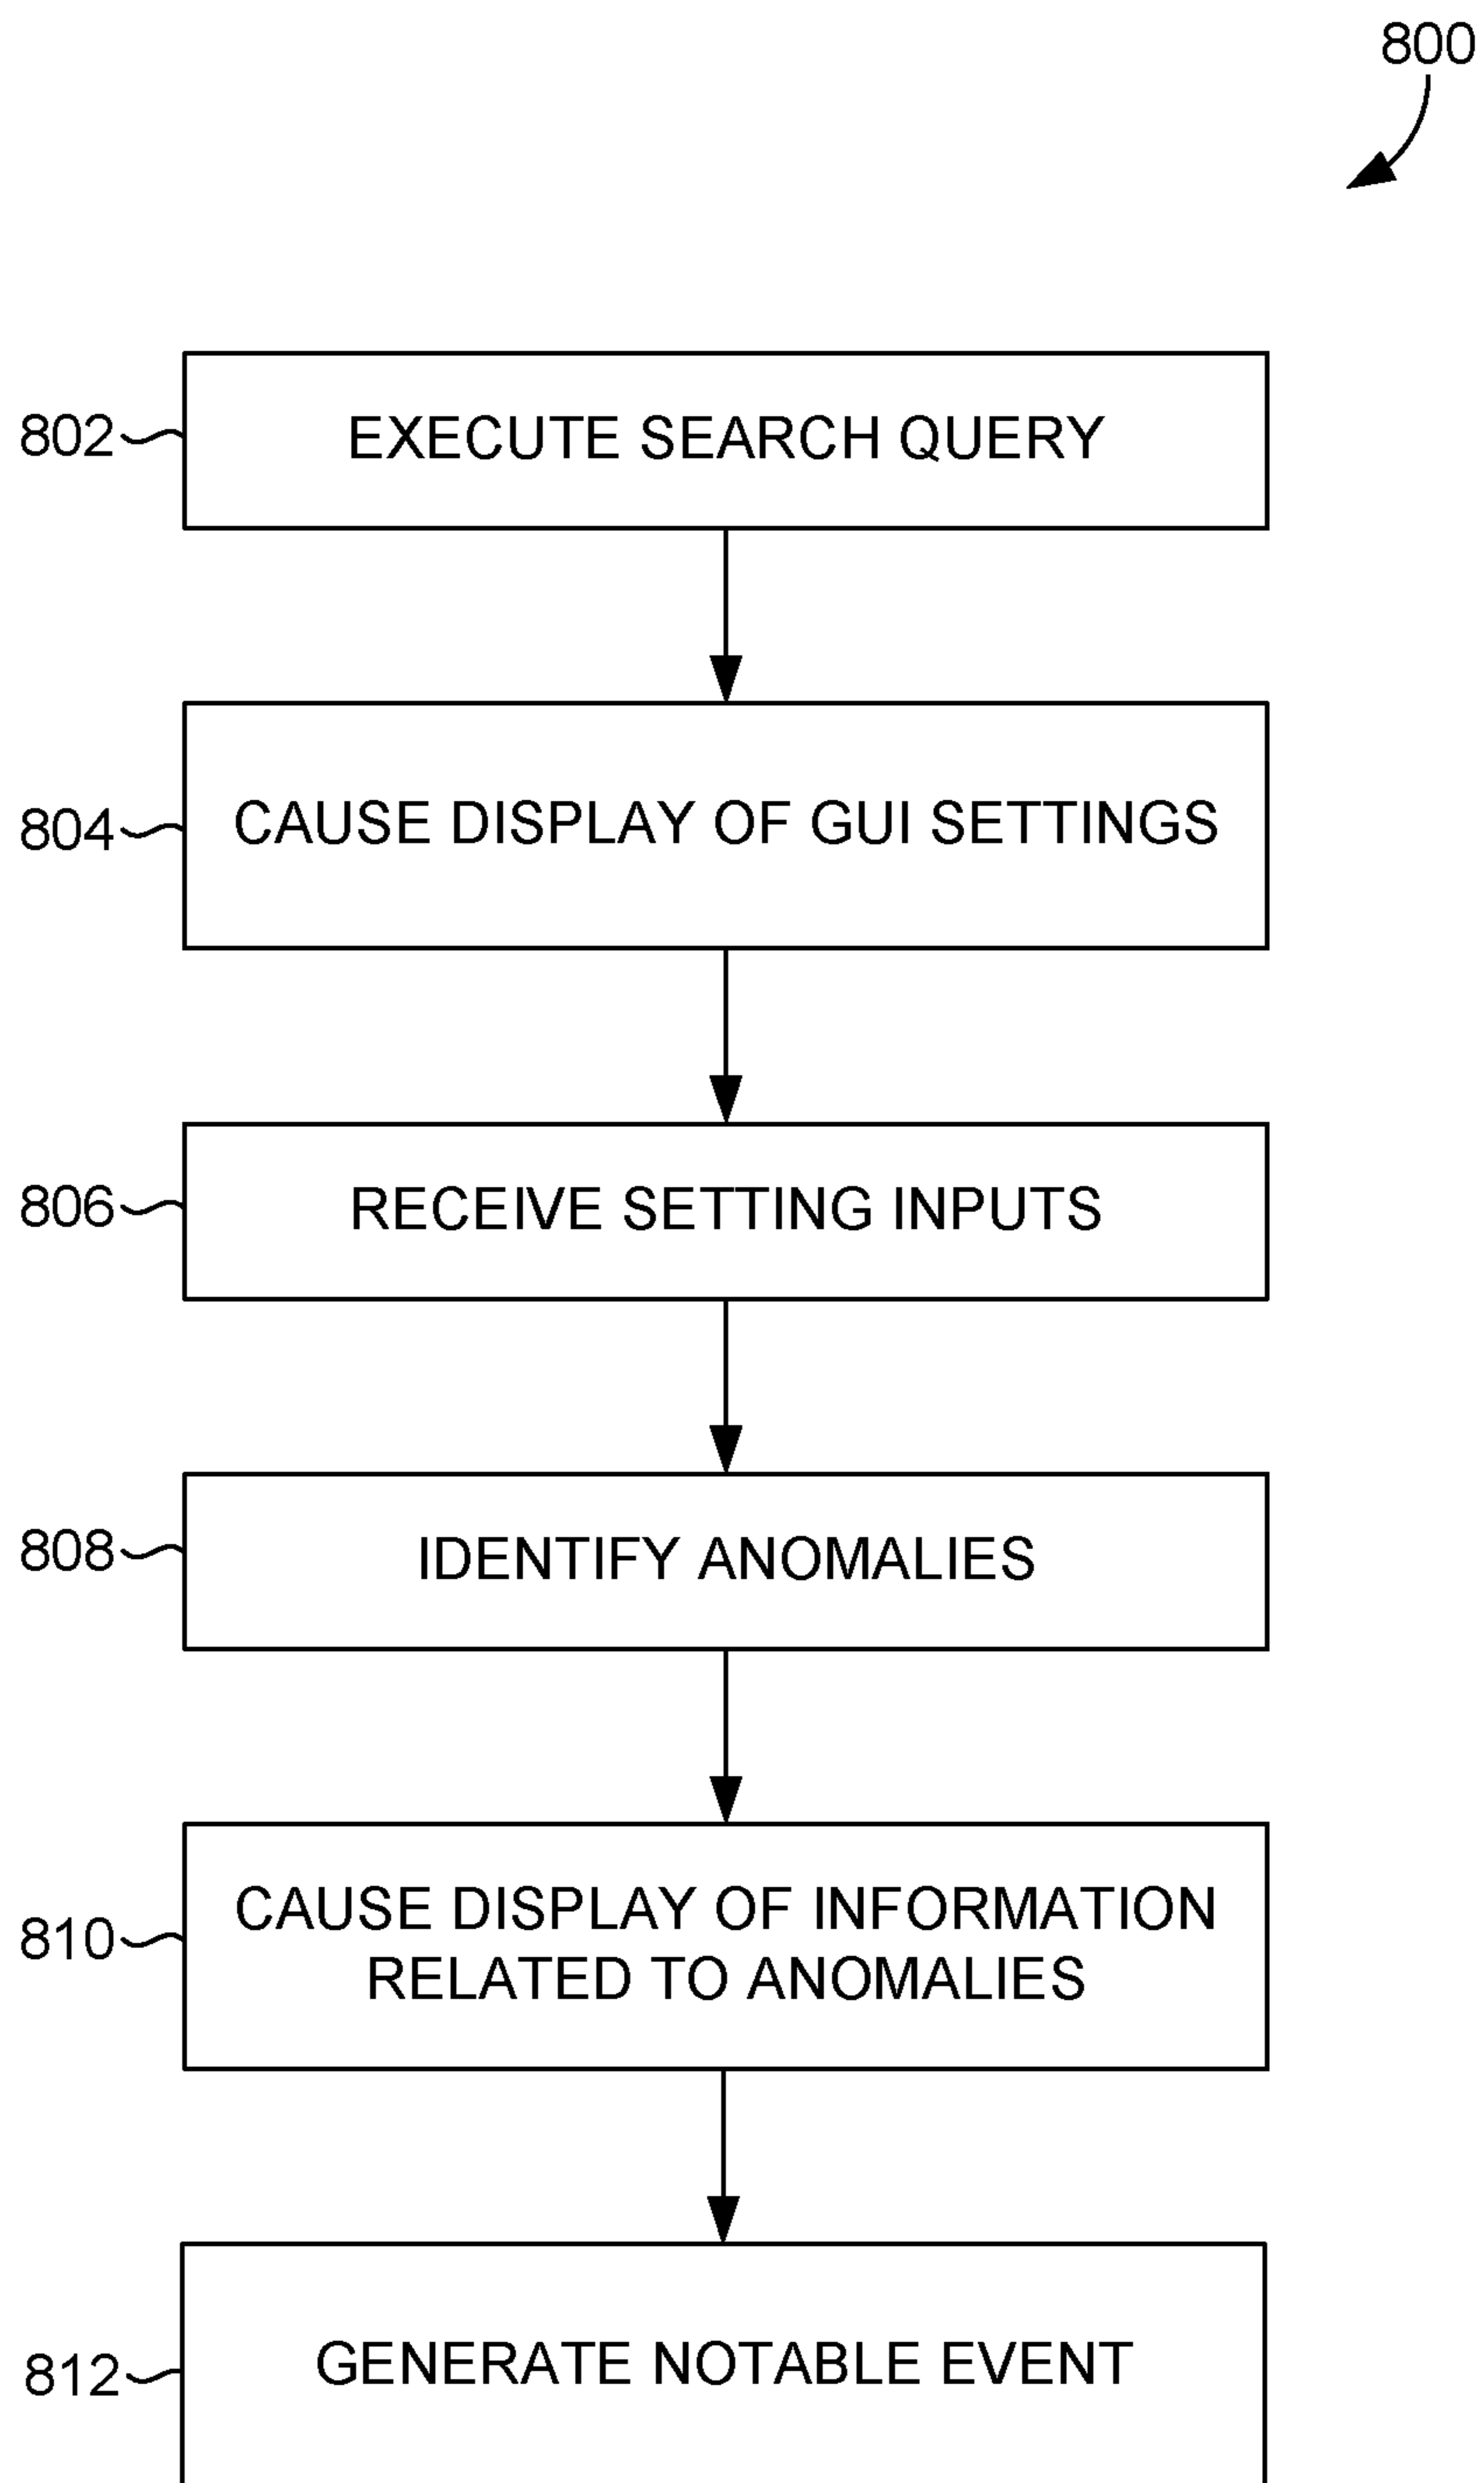 800
802
EXECUTE SEARCH QUERY
804
CAUSE DISPLAY OF GUI SETTINGS
806
RECEIVE SETTING INPUTS
808
IDENTIFY ANOMALIES
810
CAUSE DISPLAY OF INFORMATION
RELATED TO ANOMALIES
812
GENERATE NOTABLE EVENT